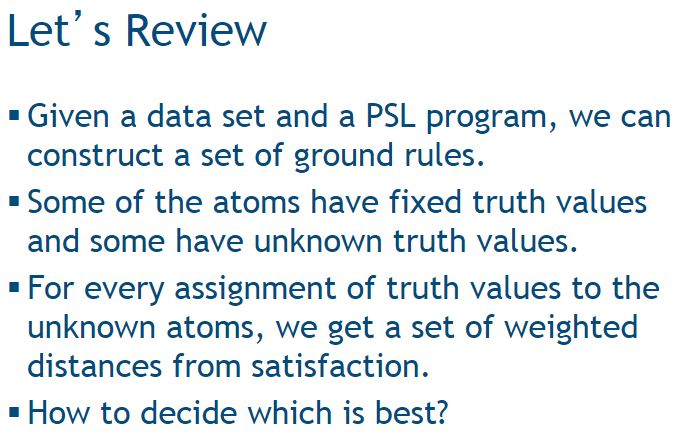 Let’s Review
▪ Given a data set and a PSL program, we can
construct a set of ground rules.
▪ Some of the atoms have fixed truth values
and some have unknown truth values.
▪ For every assignment of truth values to the
unknown atoms, we get a set of weighted
distances from satisfaction.
▪ How to decide which is best?